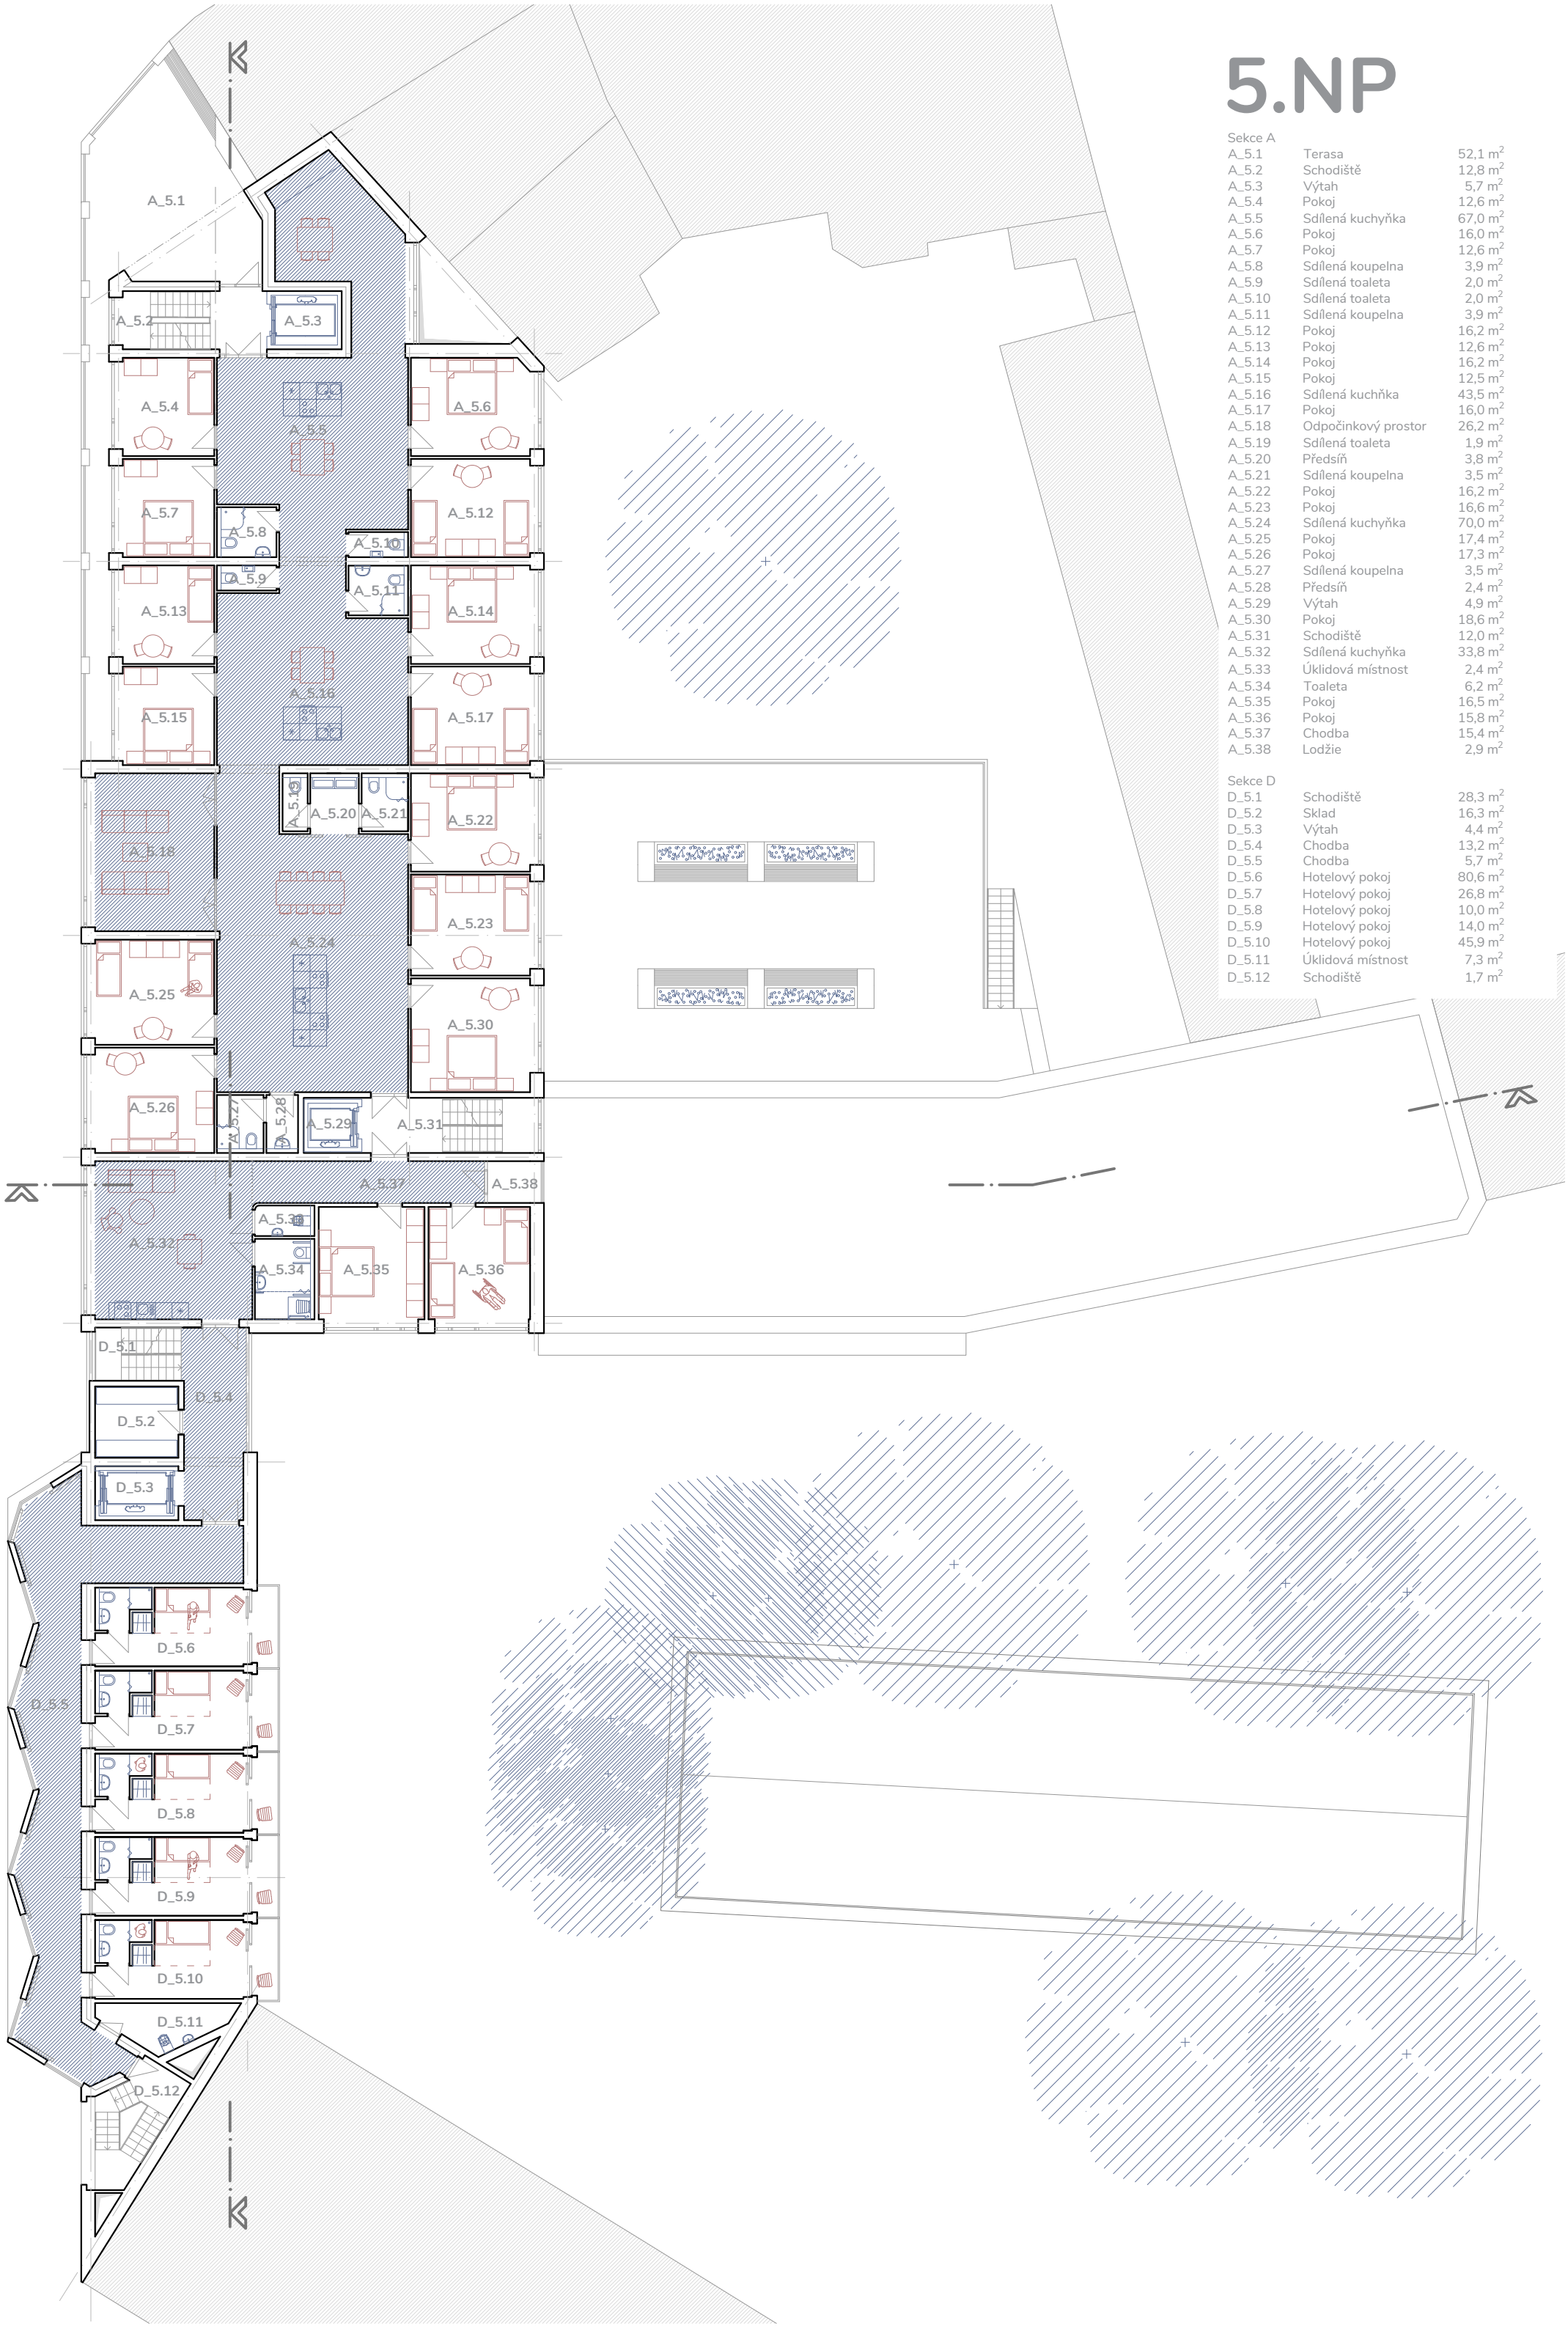 5.NP
Sekce A
A_5.1 Terasa 52,1 m²
A_5.2 Schodiště 12,8 m²
A_5.3 Výtah 5,7 m²
A_5.4 Pokoj 12,6 m²
A_5.5 Sdílená kuchyňka 67,0 m²
A_5.6 Pokoj 16,0 m²
A_5.7 Pokoj 12,6 m²
A_5.8 Sdílená koupelna 3,9 m²
A_5.9 Sdílená toaleta 2,0 m²
A_5.10 Sdílená toaleta 2,0 m²
A_5.11 Sdílená koupelna 3,9 m²
A_5.12 Pokoj 16,2 m²
A_5.13 Pokoj 12,6 m²
A_5.14 Pokoj 16,2 m²
A_5.15 Pokoj 12,5 m²
A_5.16 Sdílená kuchňka 43,5 m²
A_5.17 Pokoj 16,0 m²
A_5.18 Odpočinkový prostor 26,2 m²
A_5.19 Sdílená toaleta 1,9 m²
A_5.20 Předsíň 3,8 m²
A_5.21 Sdílená koupelna 3,5 m²
A_5.22 Pokoj 16,2 m²
A_5.23 Pokoj 16,6 m²
A_5.24 Sdílená kuchyňka 70,0 m²
A_5.25 Pokoj 17,4 m²
A_5.26 Pokoj 17,3 m²
A_5.27 Sdílená koupelna 3,5 m²
A_5.28 Předsíň 2,4 m²
A_5.29 Výtah 4,9 m²
A_5.30 Pokoj 18,6 m²
A_5.31 Schodiště 12,0 m²
A_5.32 Sdílená kuchyňka 33,8 m²
A_5.33 Úklidová místnost 2,4 m²
A_5.34 Toaleta 6,2 m²
A_5.35 Pokoj 16,5 m²
A_5.36 Pokoj 15,8 m²
A_5.37 Chodba 15,4 m²
A_5.38 Lodžie 2,9 m²
Sekce D
D_5.1 Schodiště 28,3 m²
D_5.2 Sklad 16,3 m²
D_5.3 Výtah 4,4 m²
D_5.4 Chodba 13,2 m²
D_5.5 Chodba 5,7 m²
D_5.6 Hotelový pokoj 80,6 m²
D_5.7 Hotelový pokoj 26,8 m²
D_5.8 Hotelový pokoj 10,0 m²
D_5.9 Hotelový pokoj 14,0 m²
D_5.10 Hotelový pokoj 45,9 m²
D_5.11 Úklidová místnost 7,3 m²
D_5.12 Schodiště 1,7 m²
A_5.1
A_5.2
A_5.3
A_5.4
A_5.5
A_5.6
A_5.7
A_5.8
A_5.12
A_5.10
A_5.9
A_5.11
A_5.13
A_5.14
A_5.16
A_5.15
A_5.17
A_5.19
A_5.20
A_5.21
A_5.22
A_5.18
A_5.23
A_5.24
A_5.25
A_5.30
A_5.26
A_5.27
A_5.28
A_5.29
A_5.31
A_5.37
A_5.38
A_5.33
A_5.32
A_5.34
A_5.35
A_5.36
D_5.1
D_5.4
D_5.2
D_5.3
D_5.6
D_5.5
D_5.7
D_5.8
D_5.9
D_5.10
D_5.11
D_5.12